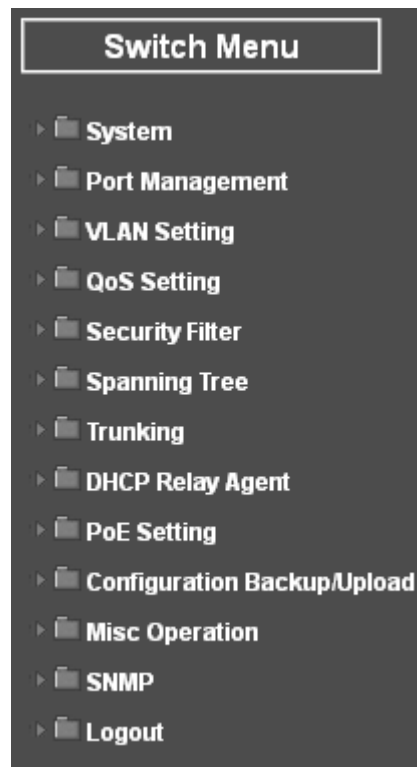 Switch Menu
System
Port Management
VLAN Setting
QoS Setting
Security Filter
Spanning Tree
Trunking
DHCP Relay Agent
PoE Setting
Configuration Backup/Upload
Misc Operation
SNMP
Logout